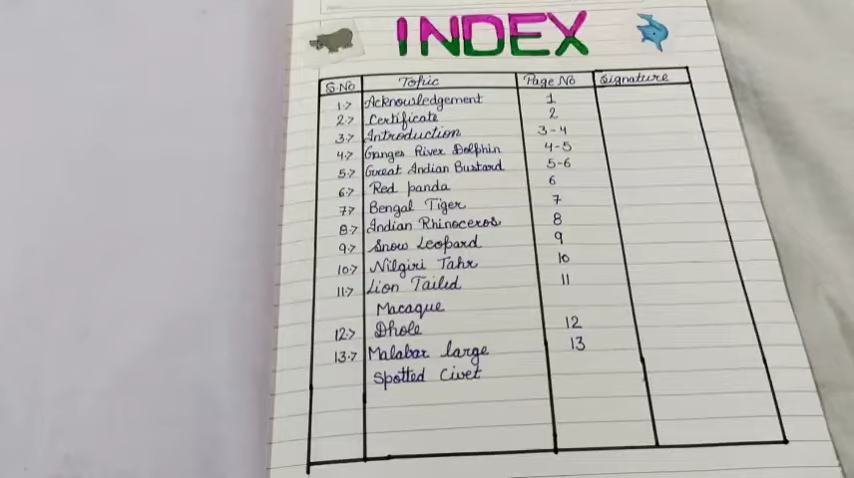 INDEX
S.No Topic Page No Signature
1.> Acknowledgement 1
2.> Certificate 2
3.> Introduction 3-4
4.> Ganges River Dolphin 4-5
5.> Great Indian Bustard 5-6
6.> Red panda 6
7> Bengal Tiger 7
8.> Indian Rhinoceros 8
9.> Snow Leopard 9
10.> Nilgiri Tahr 10
11.> Lion Tailed 11
Macaque
12.> Dhole 12
13.> Malabar large 13
Spotted Civet